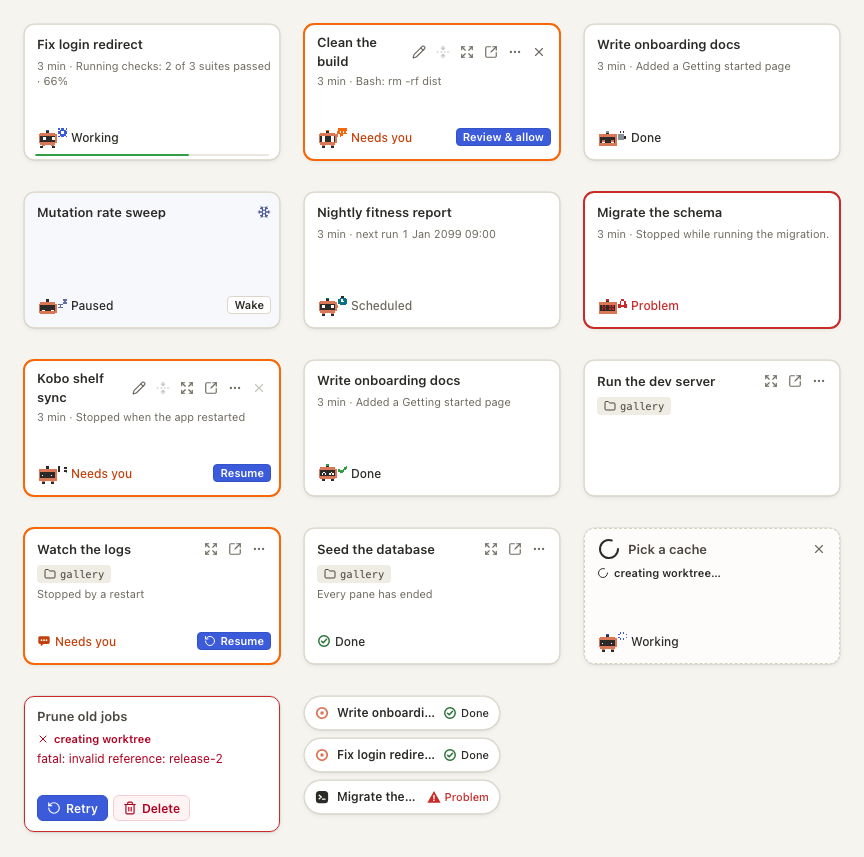 Fix login redirect
3 min · Running checks: 2 of 3 suites passed
· 66%
Working
Clean the
build
3 min · Bash: rm -rf dist
Needs you
Review & allow
Write onboarding docs
3 min · Added a Getting started page
Done
Mutation rate sweep
Paused
Wake
Nightly fitness report
3 min · next run 1 Jan 2099 09:00
Scheduled
Migrate the schema
3 min · Stopped while running the migration.
Problem
Kobo shelf
sync
3 min · Stopped when the app restarted
Needs you
Resume
Write onboarding docs
3 min · Added a Getting started page
Done
Run the dev server
gallery
Watch the logs
gallery
Stopped by a restart
Needs you
Resume
Seed the database
gallery
Every pane has ended
Done
Pick a cache
creating worktree...
Working
Prune old jobs
creating worktree
fatal: invalid reference: release-2
Retry
Delete
Write onboardi... Done
Fix login redire... Done
Migrate the... Problem